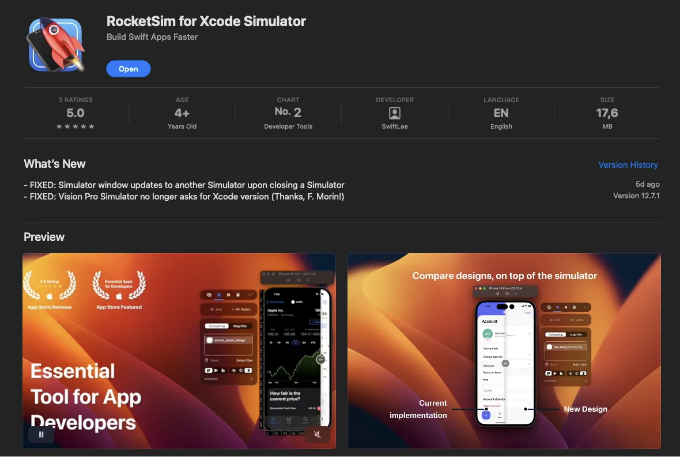 RocketSim for Xcode Simulator
Build Swift Apps Faster
Open
3 RATINGS
5.0
AGE
4+
Years Old
CHART
No. 2
Developer Tools
DEVELOPER
SwiftLee
LANGUAGE
EN
English
SIZE
17,6
MB
What's New
Version History
- FIXED: Simulator window updates to another Simulator upon closing a Simulator
5d ago
- FIXED: Vision Pro Simulator no longer asks for Xcode version (Thanks, F. Morin!)
Version 12.7.1
Preview
App Store Reviews
Essential Apps
for Developers
App Store Featured
Apple Inc.
Comparing
Magnifier
How fair is the
current price?
Essential
Tool for App
Developers
Compare designs, on top of the simulator
Account
Comparing
Magnifier
Current
implementation
New Design